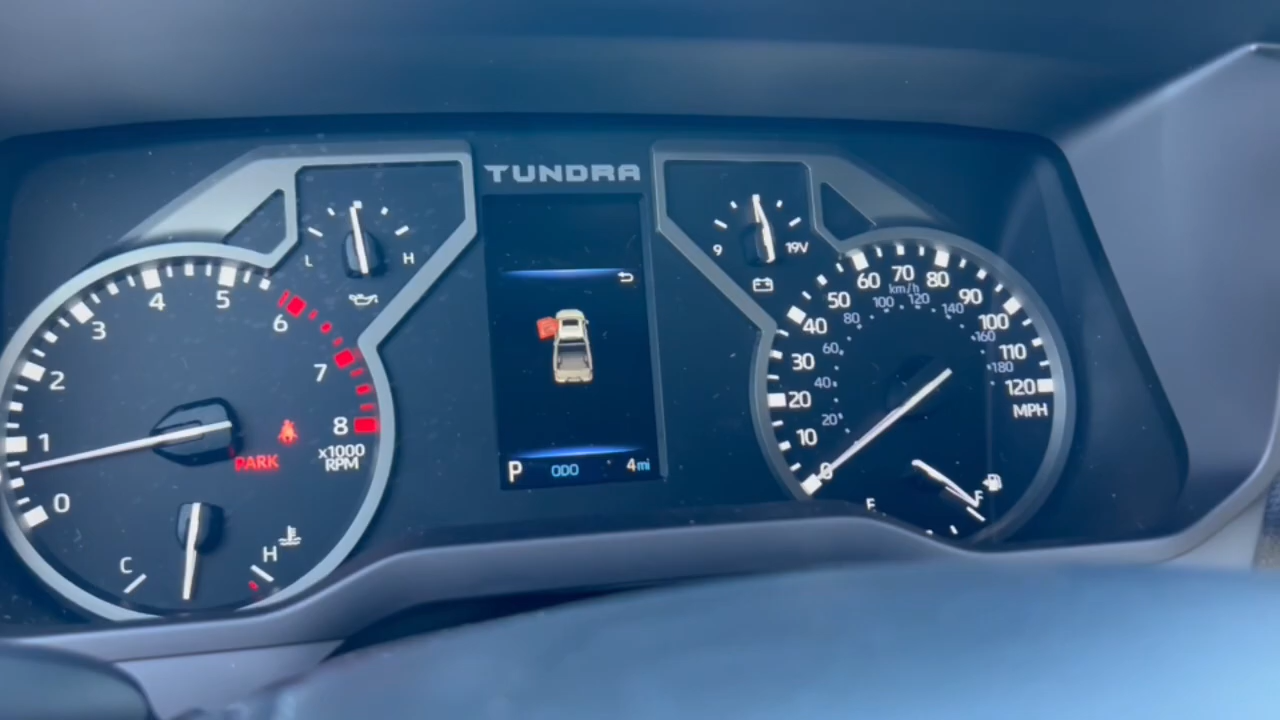 TUNDRA
L H
9 19V
0 1 2 3 4 5 6 7 8
x1000
RPM
PARK
C H
P ODO 4mi
0 10 20 30 40 50 60 70 80 90 100 110 120
MPH
km/h
20 40 60 80 100 120 140 160 180
E F